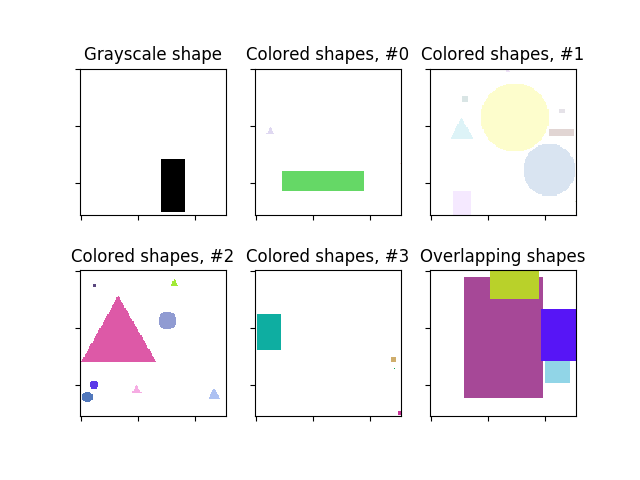 Grayscale shape
Colored shapes, #0
Colored shapes, #1
Colored shapes, #2
Colored shapes, #3
Overlapping shapes